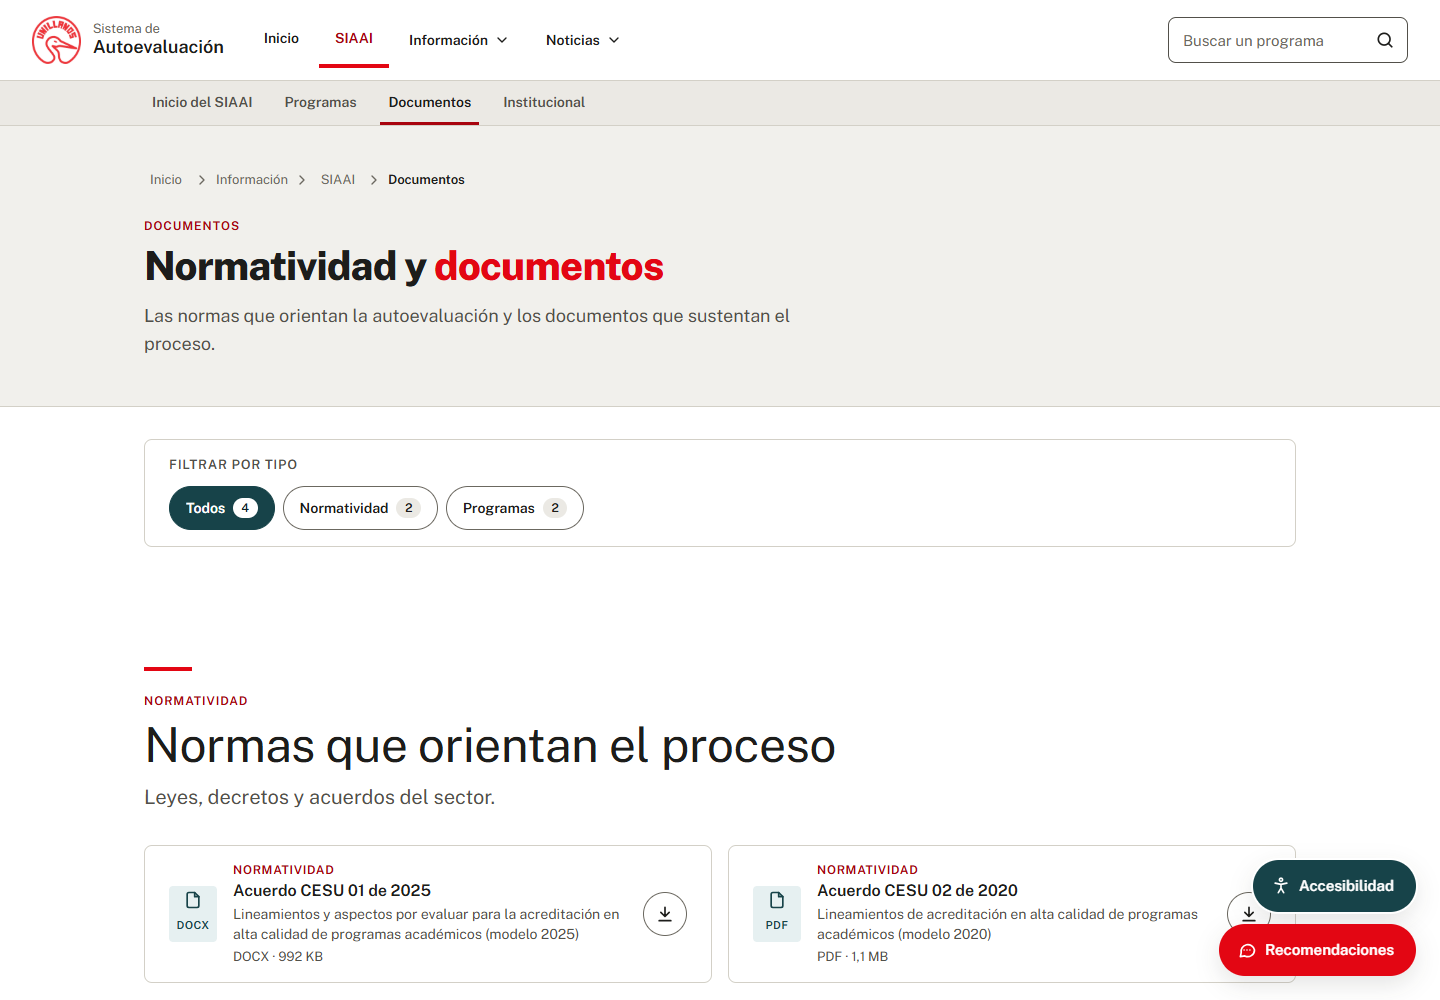 UNILLANOS
Sistema de
Autoevaluación
Inicio
SIAAI
Información
Noticias
Buscar un programa
Inicio del SIAAI
Programas
Documentos
Institucional
Inicio
Información
SIAAI
Documentos
DOCUMENTOS
Normatividad y documentos
Las normas que orientan la autoevaluación y los documentos que sustentan el
proceso.
FILTRAR POR TIPO
Todos 4
Normatividad 2
Programas 2
NORMATIVIDAD
Normas que orientan el proceso
Leyes, decretos y acuerdos del sector.
DOCX
NORMATIVIDAD
Acuerdo CESU 01 de 2025
Lineamientos y aspectos por evaluar para la acreditación en
alta calidad de programas académicos (modelo 2025)
DOCX · 992 KB
PDF
NORMATIVIDAD
Acuerdo CESU 02 de 2020
Lineamientos de acreditación en alta calidad de programas
académicos (modelo 2020)
PDF · 1,1 MB
Accesibilidad
Recomendaciones